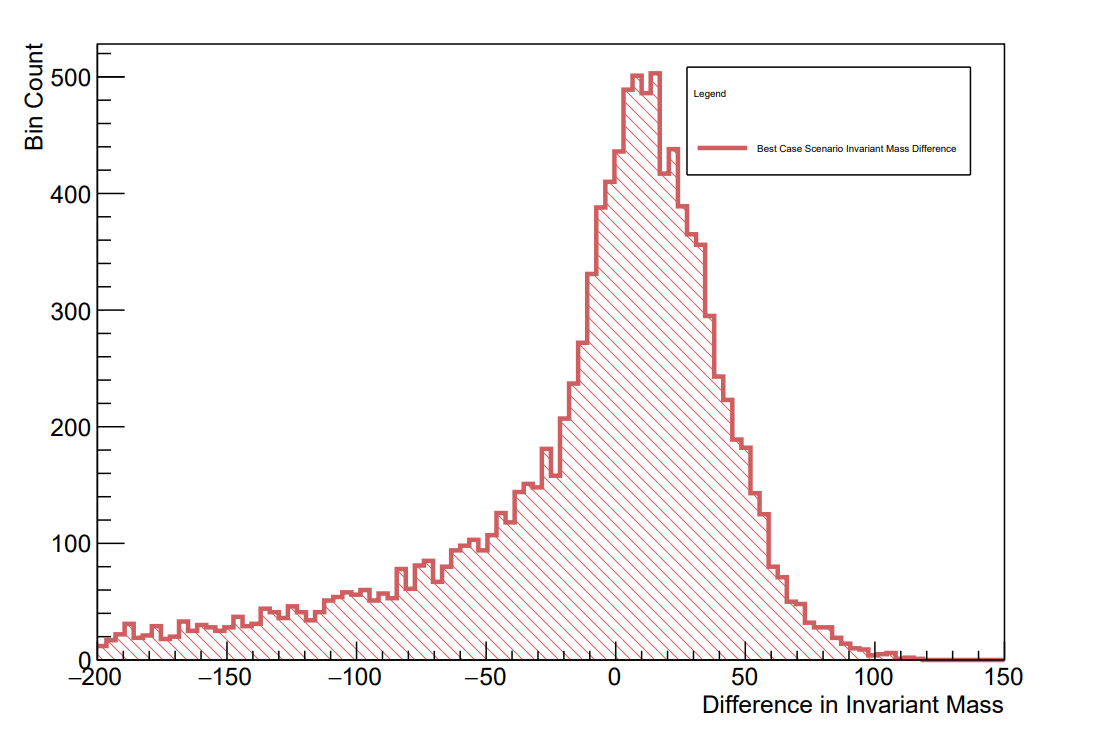 Bin Count
500
400
300
200
100
0
Legend
Best Case Scenario Invariant Mass Difference
−200 −150 −100 −50 0 50 100 150
Difference in Invariant Mass